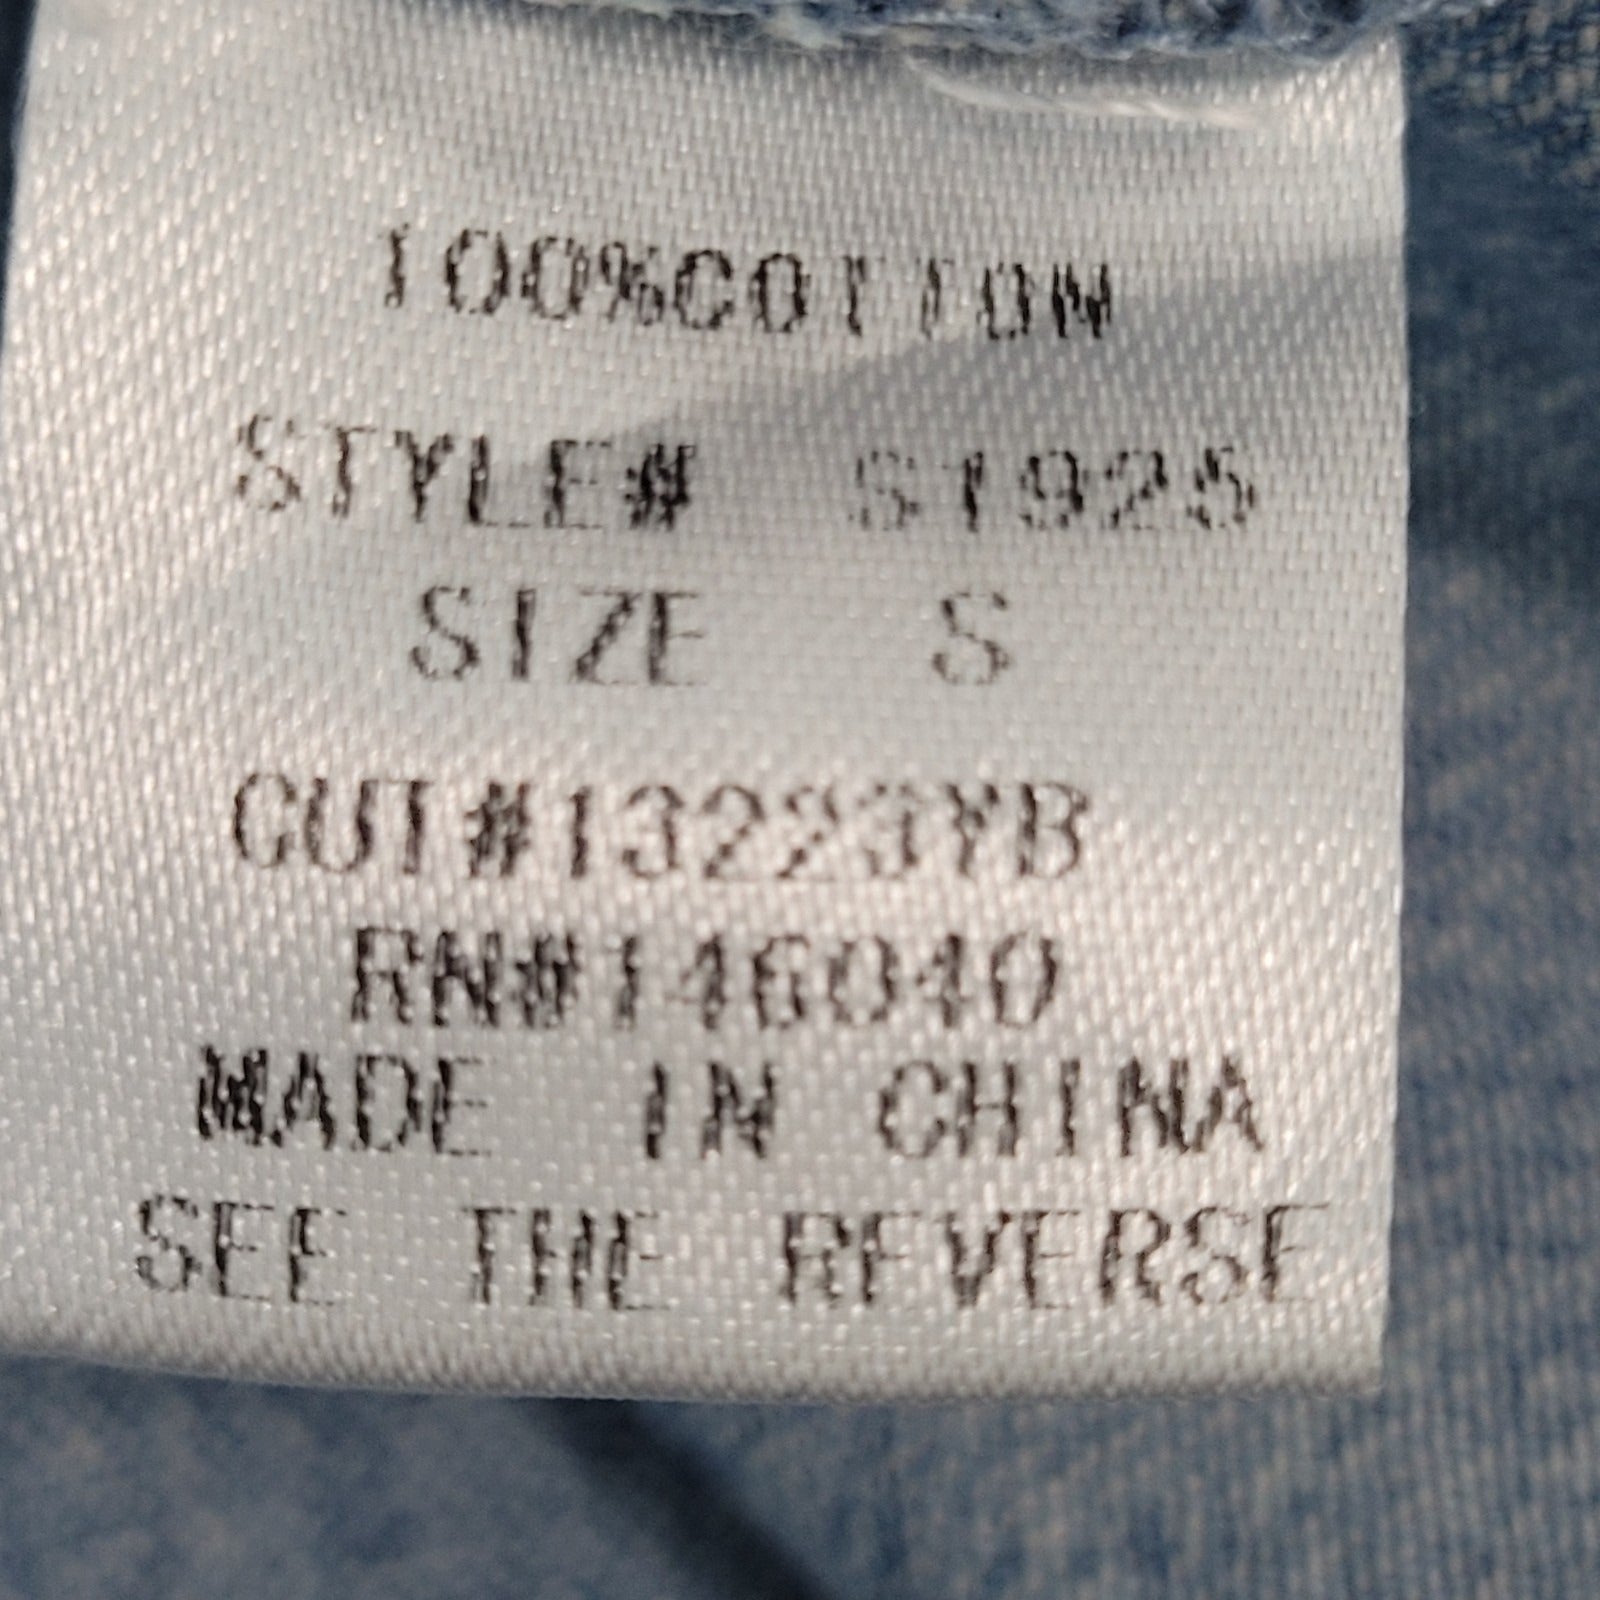 100%COTTON
STYLE# S1925
SIZE S
CUT#13223YB
RN#146040
MADE IN CHINA
SEE THE REVERSE